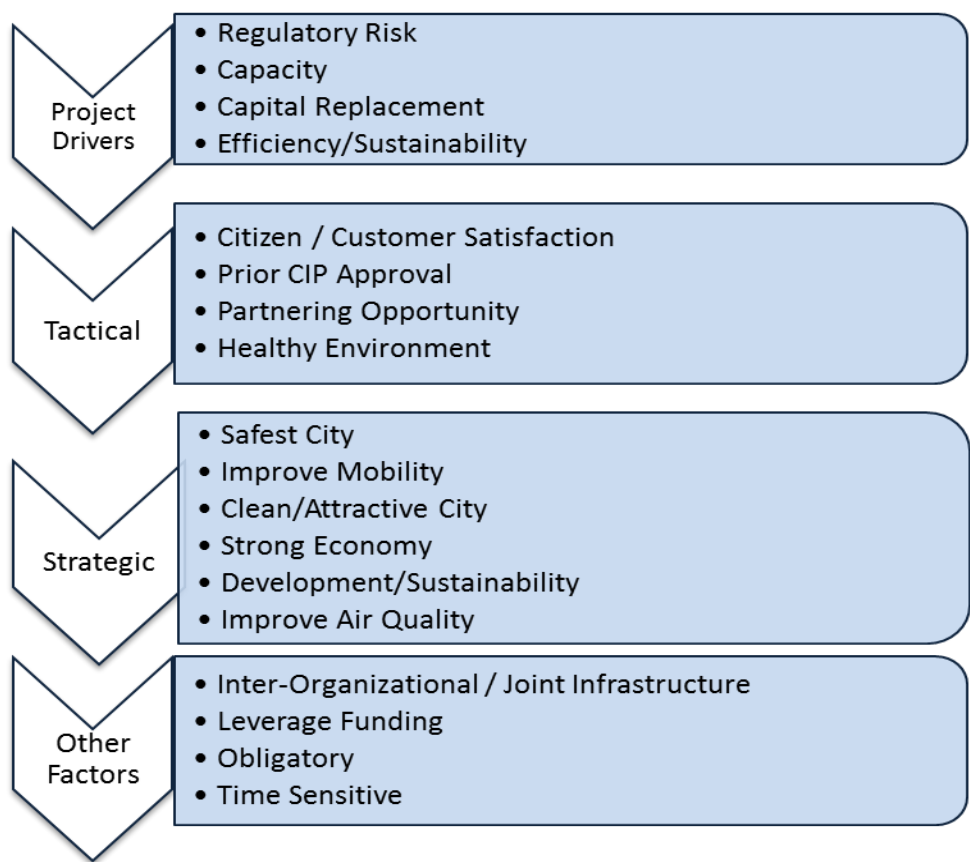 Project
Drivers
• Regulatory Risk
• Capacity
• Capital Replacement
• Efficiency/Sustainability
Tactical
• Citizen / Customer Satisfaction
• Prior CIP Approval
• Partnering Opportunity
• Healthy Environment
Strategic
• Safest City
• Improve Mobility
• Clean/Attractive City
• Strong Economy
• Development/Sustainability
• Improve Air Quality
Other
Factors
• Inter-Organizational / Joint Infrastructure
• Leverage Funding
• Obligatory
• Time Sensitive